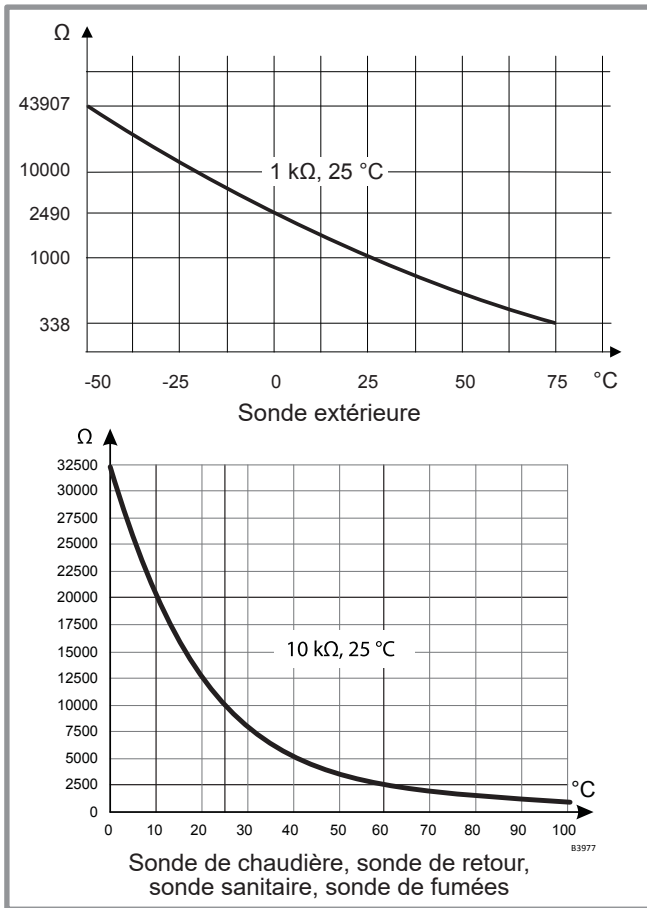 Ω
43907
10000
2490
1000
338
1 kΩ, 25 °C
-50 -25 0 25 50 75 °C
Sonde extérieure
Ω
32500
30000
27500
25000
22500
20000
17500
15000
12500
10000
7500
5000
2500
0
10 kΩ, 25 °C
°C
0 10 20 30 40 50 60 70 80 90 100
B3977
Sonde de chaudière, sonde de retour,
sonde sanitaire, sonde de fumées